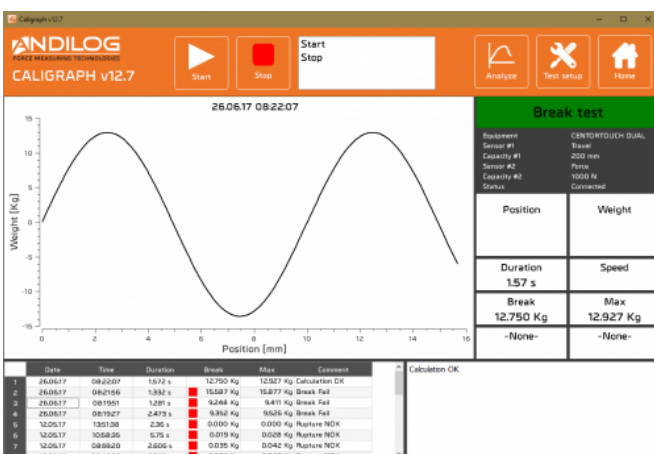 Caligraph v12.7
ANDILOG
FORCE MEASURING TECHNOLOGIES
CALIGRAPH v12.7
Start
Stop
Start
Stop
Analyze
Test setup
Home
26.06.17 08:22:07
Weight [Kg]
15
10
5
0
-5
-10
-15
0 2 4 6 8 10 12 14 16
Position [mm]
Break test
Equipment CENTORTOUCH DUAL
Sensor #1 Travel
Capacity #1 200 mm
Sensor #2 Force
Capacity #2 1000 N
Status Connected
Position Weight
Duration Speed
1.57 s
Break Max
12.750 Kg 12.927 Kg
-None- -None-
Date Time Duration Break Max Comment
1 26.06.17 08:22:07 1.572 s 12.750 Kg 12.927 Kg Calculation OK
2 26.06.17 08:21:56 1.332 s 15.587 Kg 15.877 Kg Break Fail
3 26.06.17 08:19:51 1.281 s 9.248 Kg 9.411 Kg Break Fail
4 26.06.17 08:19:27 2.473 s 9.352 Kg 9.526 Kg Break Fail
5 12.05.17 13:51:38 2.36 s 0.000 Kg 0.000 Kg Rupture NOK
6 12.05.17 10:58:35 5.75 s 0.019 Kg 0.028 Kg Rupture NOK
7 12.05.17 08:59:20 2.606 s 0.035 Kg 0.042 Kg Rupture NOK
Calculation OK